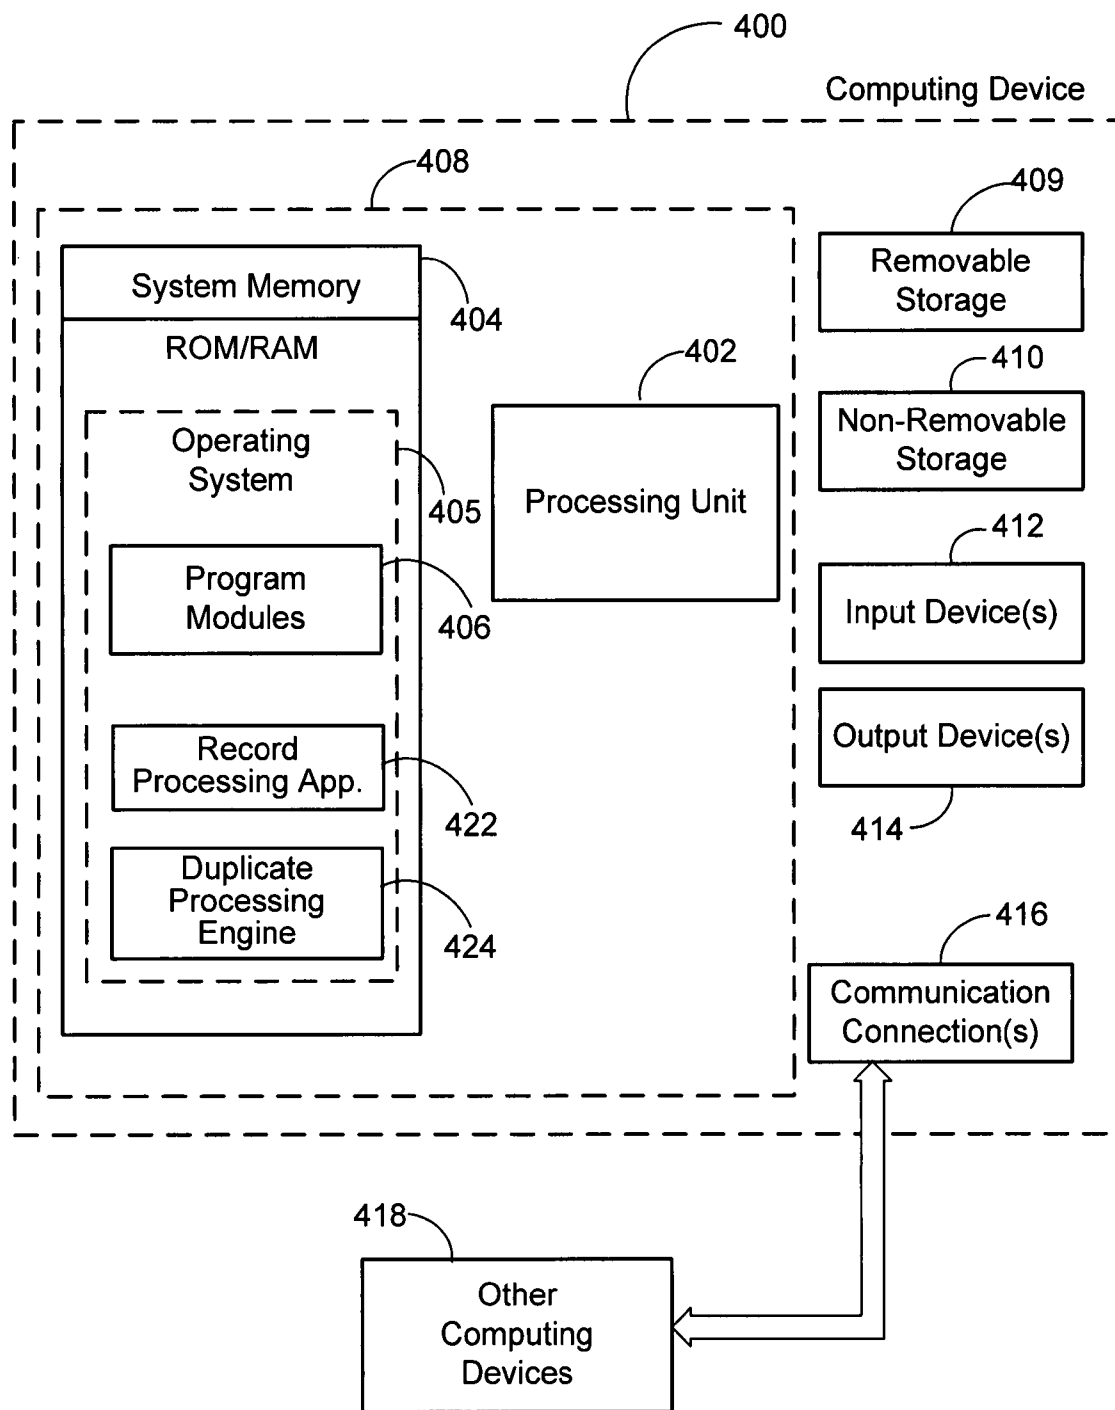 400
Computing Device
408
409
System Memory
404
Removable
Storage
ROM/RAM
402
410
Operating
System
405
Non-Removable
Storage
Processing Unit
412
Program
Modules
406
Input Device(s)
Output Device(s)
414
Record
Processing App.
422
Duplicate
Processing
Engine
424
416
Communication
Connection(s)
418
Other
Computing
Devices